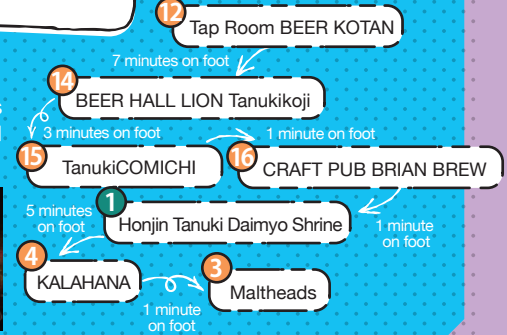 12
Tap Room BEER KOTAN
7 minutes on foot
14
BEER HALL LION Tanukikoji
3 minutes on foot
1 minute on foot
15
TanukiCOMICHI
16
CRAFT PUB BRIAN BREW
1
5 minutes
on foot
Honjin Tanuki Daimyo Shrine
1 minute
on foot
4
KALAHANA
3
Maltheads
1 minute
on foot